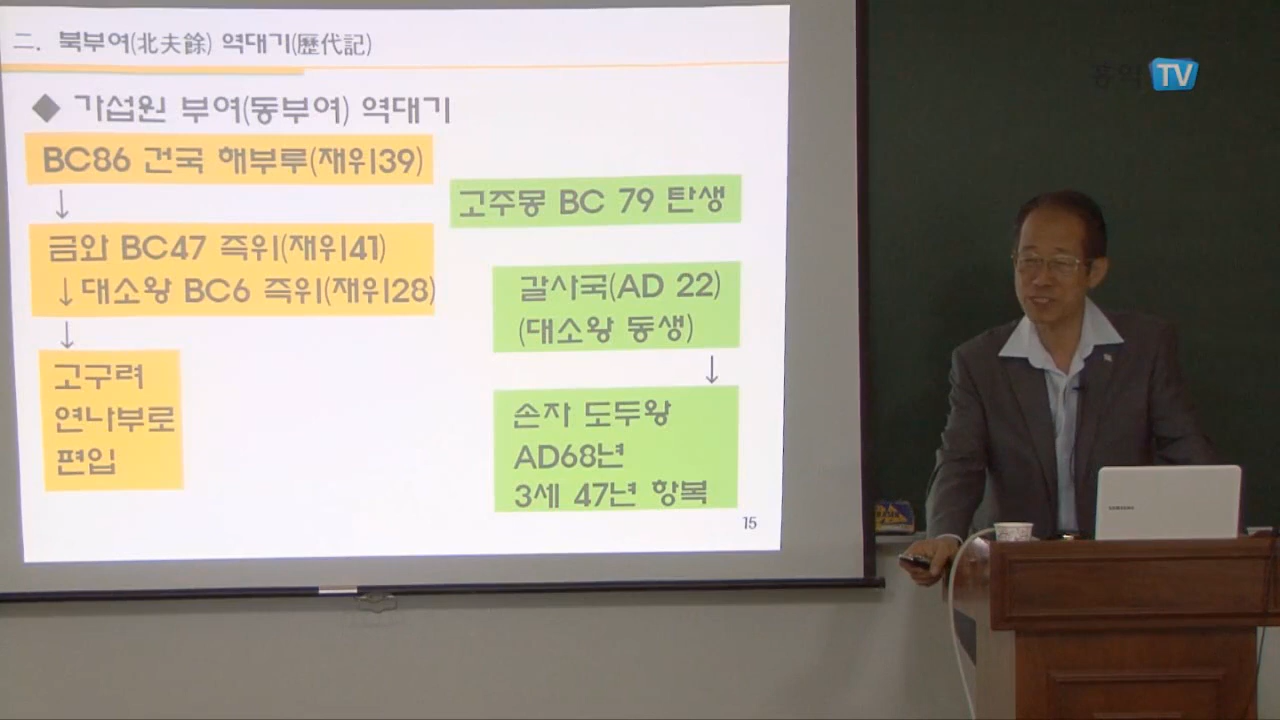 二. 북부여(北夫餘) 역대기(歷代記)
◆ 가섭원 부여(동부여) 역대기
BC86 건국 해부루(재위39)
↓
금와 BC47 즉위(재위41)
↓대소왕 BC6 즉위(재위28)
↓
고구려
연나부로
편입
고주몽 BC 79 탄생
갈사국(AD 22)
(대소왕 동생)
↓
손자 도두왕
AD68년
3세 47년 항복
15
홍익 TV
SAMSUNG